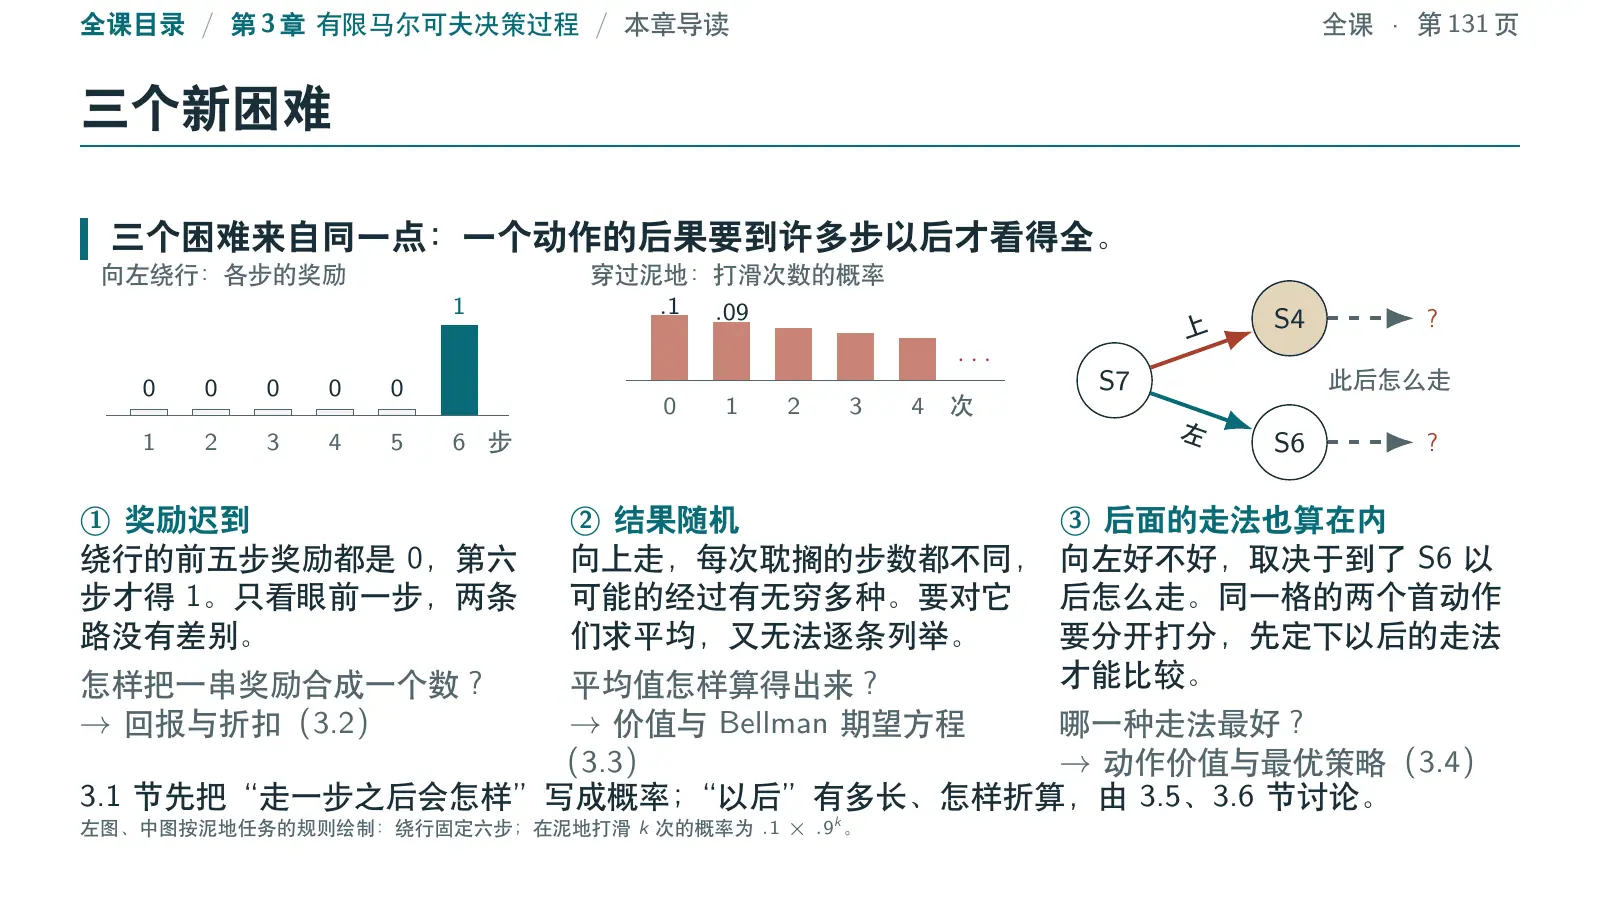 全课目录 / 第 3 章 有限马尔可夫决策过程 / 本章导读
全课 · 第 131 页
三个新困难
三个困难来自同一点：一个动作的后果要到许多步以后才看得全。
向左绕行：各步的奖励
0 0 0 0 0 1
1 2 3 4 5 6 步
穿过泥地：打滑次数的概率
.1 .09 ...
0 1 2 3 4 次
S7
上
左
S4
?
此后怎么走
S6
?
① 奖励迟到
绕行的前五步奖励都是 0，第六
步才得 1。只看眼前一步，两条
路没有差别。
怎样把一串奖励合成一个数？
→ 回报与折扣（3.2）
② 结果随机
向上走，每次耽搁的步数都不同，
可能的经过有无穷多种。要对它
们求平均，又无法逐条列举。
平均值怎样算得出来？
→ 价值与 Bellman 期望方程
（3.3）
③ 后面的走法也算在内
向左好不好，取决于到了 S6 以
后怎么走。同一格的两个首动作
要分开打分，先定下以后的走法
才能比较。
哪一种走法最好？
→ 动作价值与最优策略（3.4）
3.1 节先把“走一步之后会怎样”写成概率；“以后”有多长、怎样折算，由 3.5、3.6 节讨论。
左图、中图按泥地任务的规则绘制：绕行固定六步；在泥地打滑 k 次的概率为 .1 × .9^k。